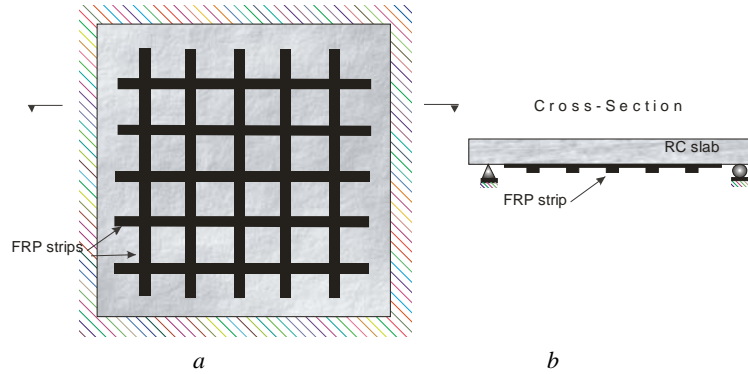 Cross-Section
RC slab
FRP strip
FRP strips
a
b